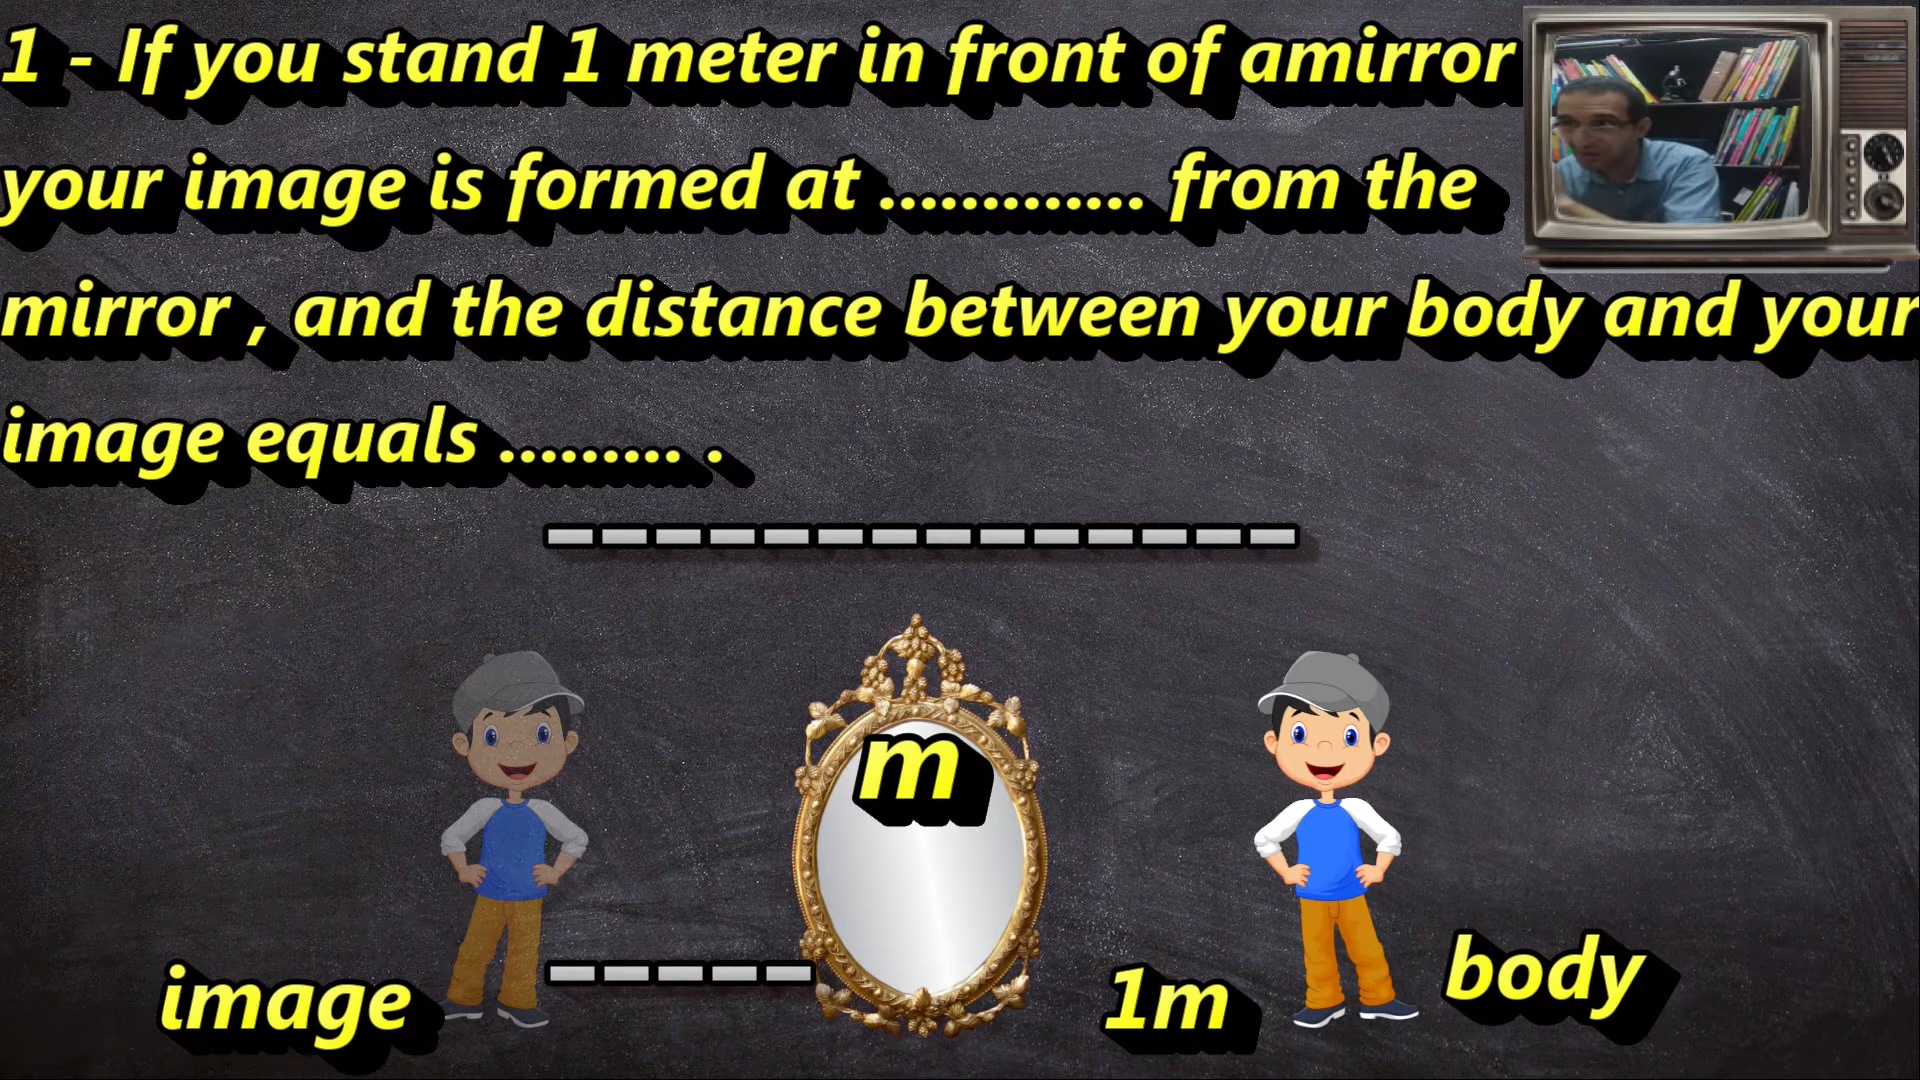 1 - If you stand 1 meter in front of amirror
your image is formed at ............. from the
mirror , and the distance between your body and your
image equals ......... .
m
image
1m
body